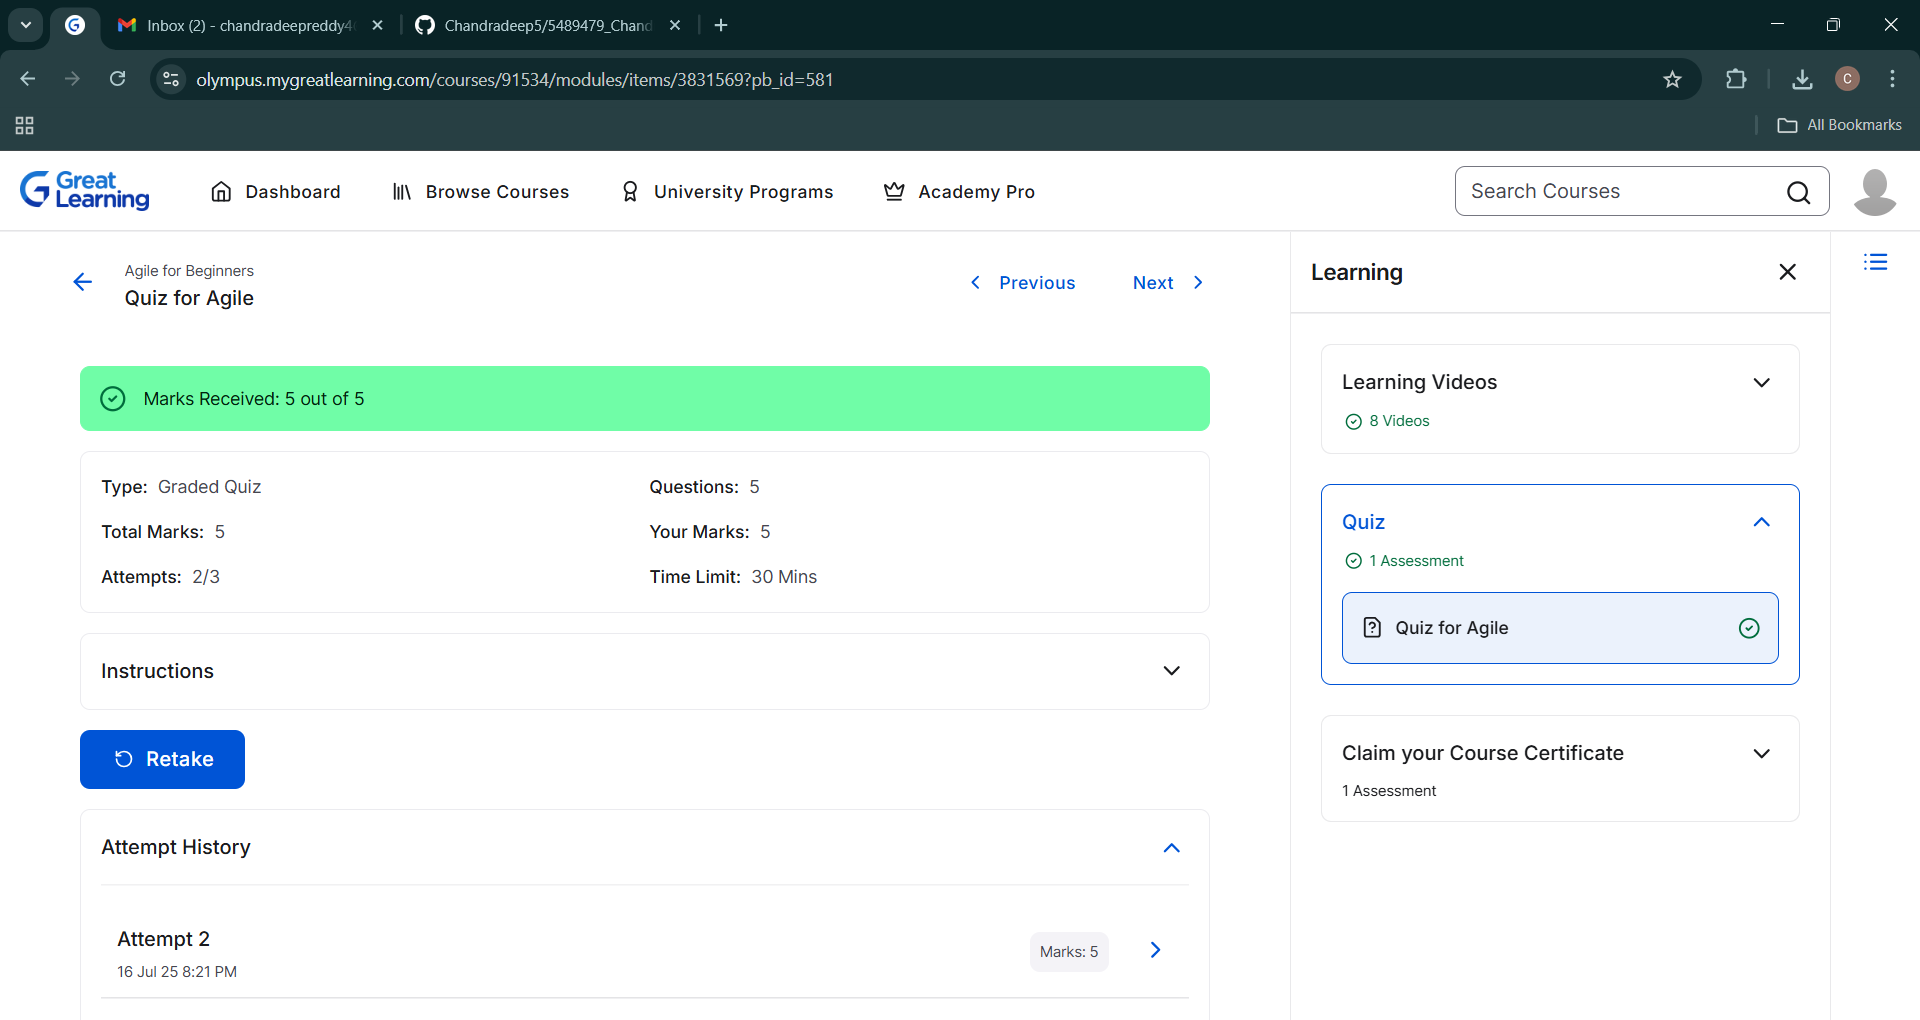 Inbox (2) - chandradeepreddy4
Chandradeep5/5489479_Chand
olympus.mygreatlearning.com/courses/91534/modules/items/3831569?pb_id=581
C
All Bookmarks
Great
Learning
Dashboard
Browse Courses
University Programs
Academy Pro
Search Courses
Agile for Beginners
Quiz for Agile
Previous
Next
Marks Received: 5 out of 5
Type: Graded Quiz
Questions: 5
Total Marks: 5
Your Marks: 5
Attempts: 2/3
Time Limit: 30 Mins
Instructions
Retake
Attempt History
Attempt 2
16 Jul 25 8:21 PM
Marks: 5
Learning
Learning Videos
8 Videos
Quiz
1 Assessment
Quiz for Agile
Claim your Course Certificate
1 Assessment